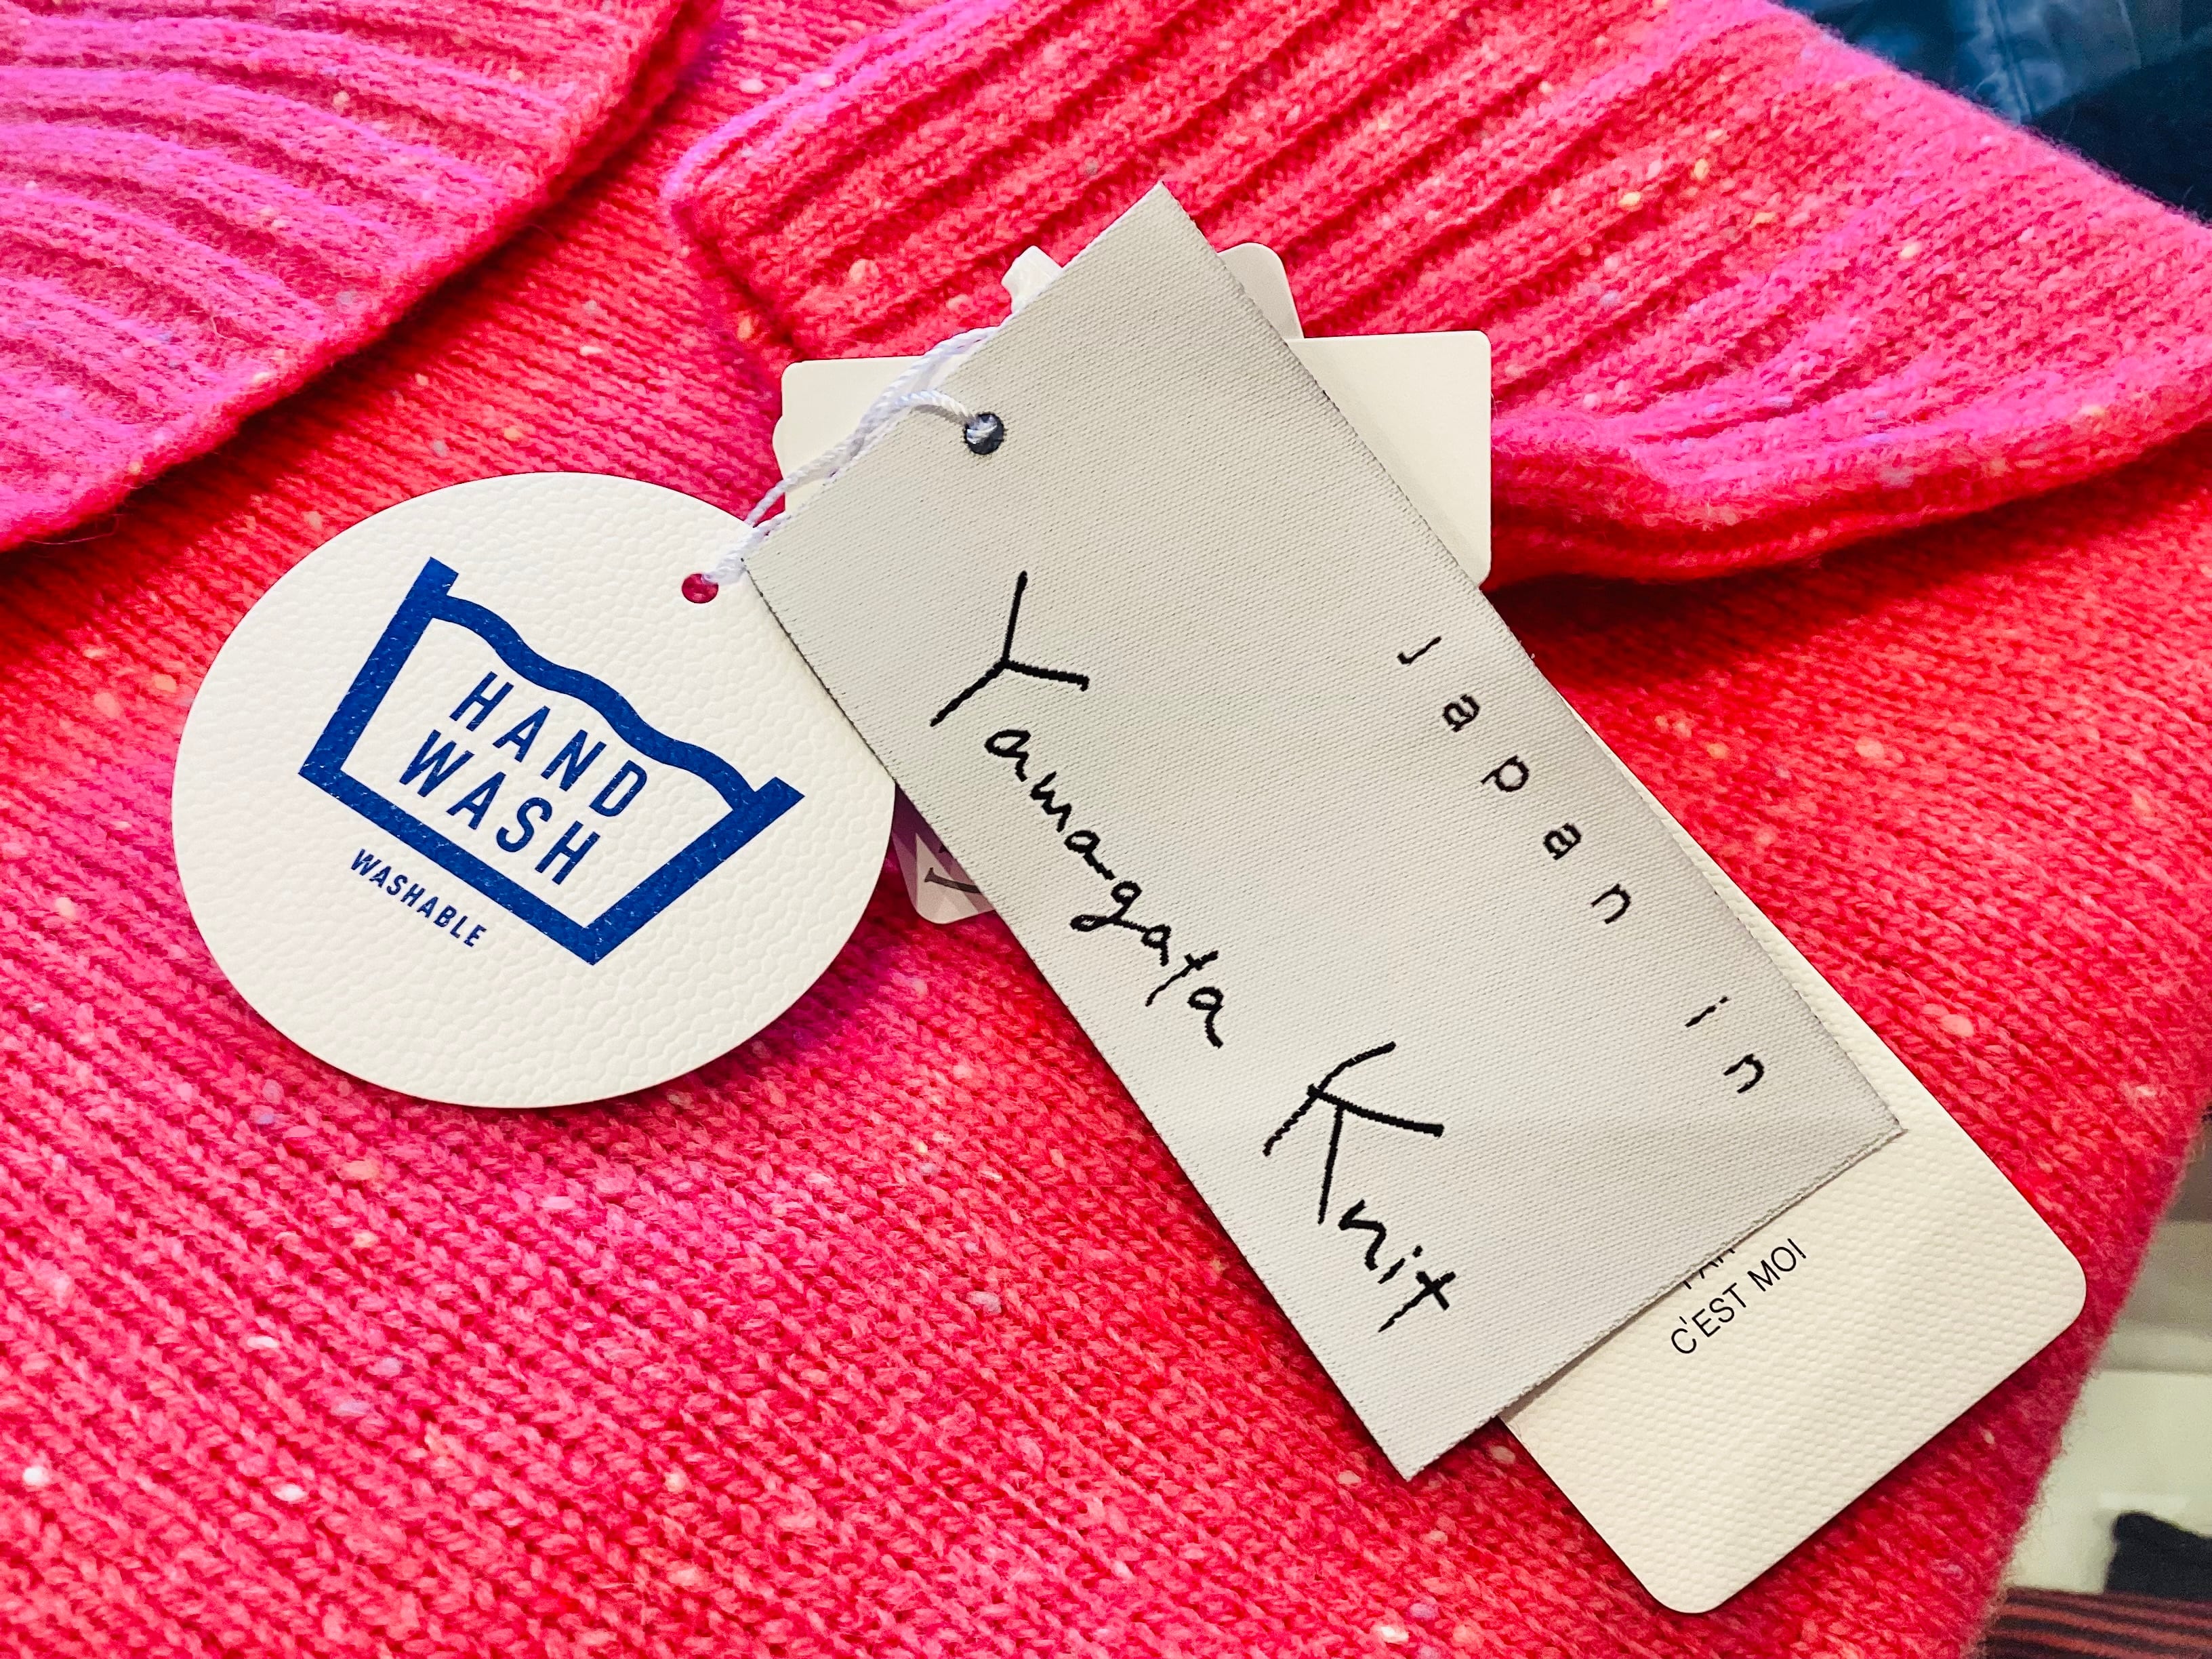 HAND
WASH
WASHABLE
Yamagata Knit
Japan in
C'EST MOI